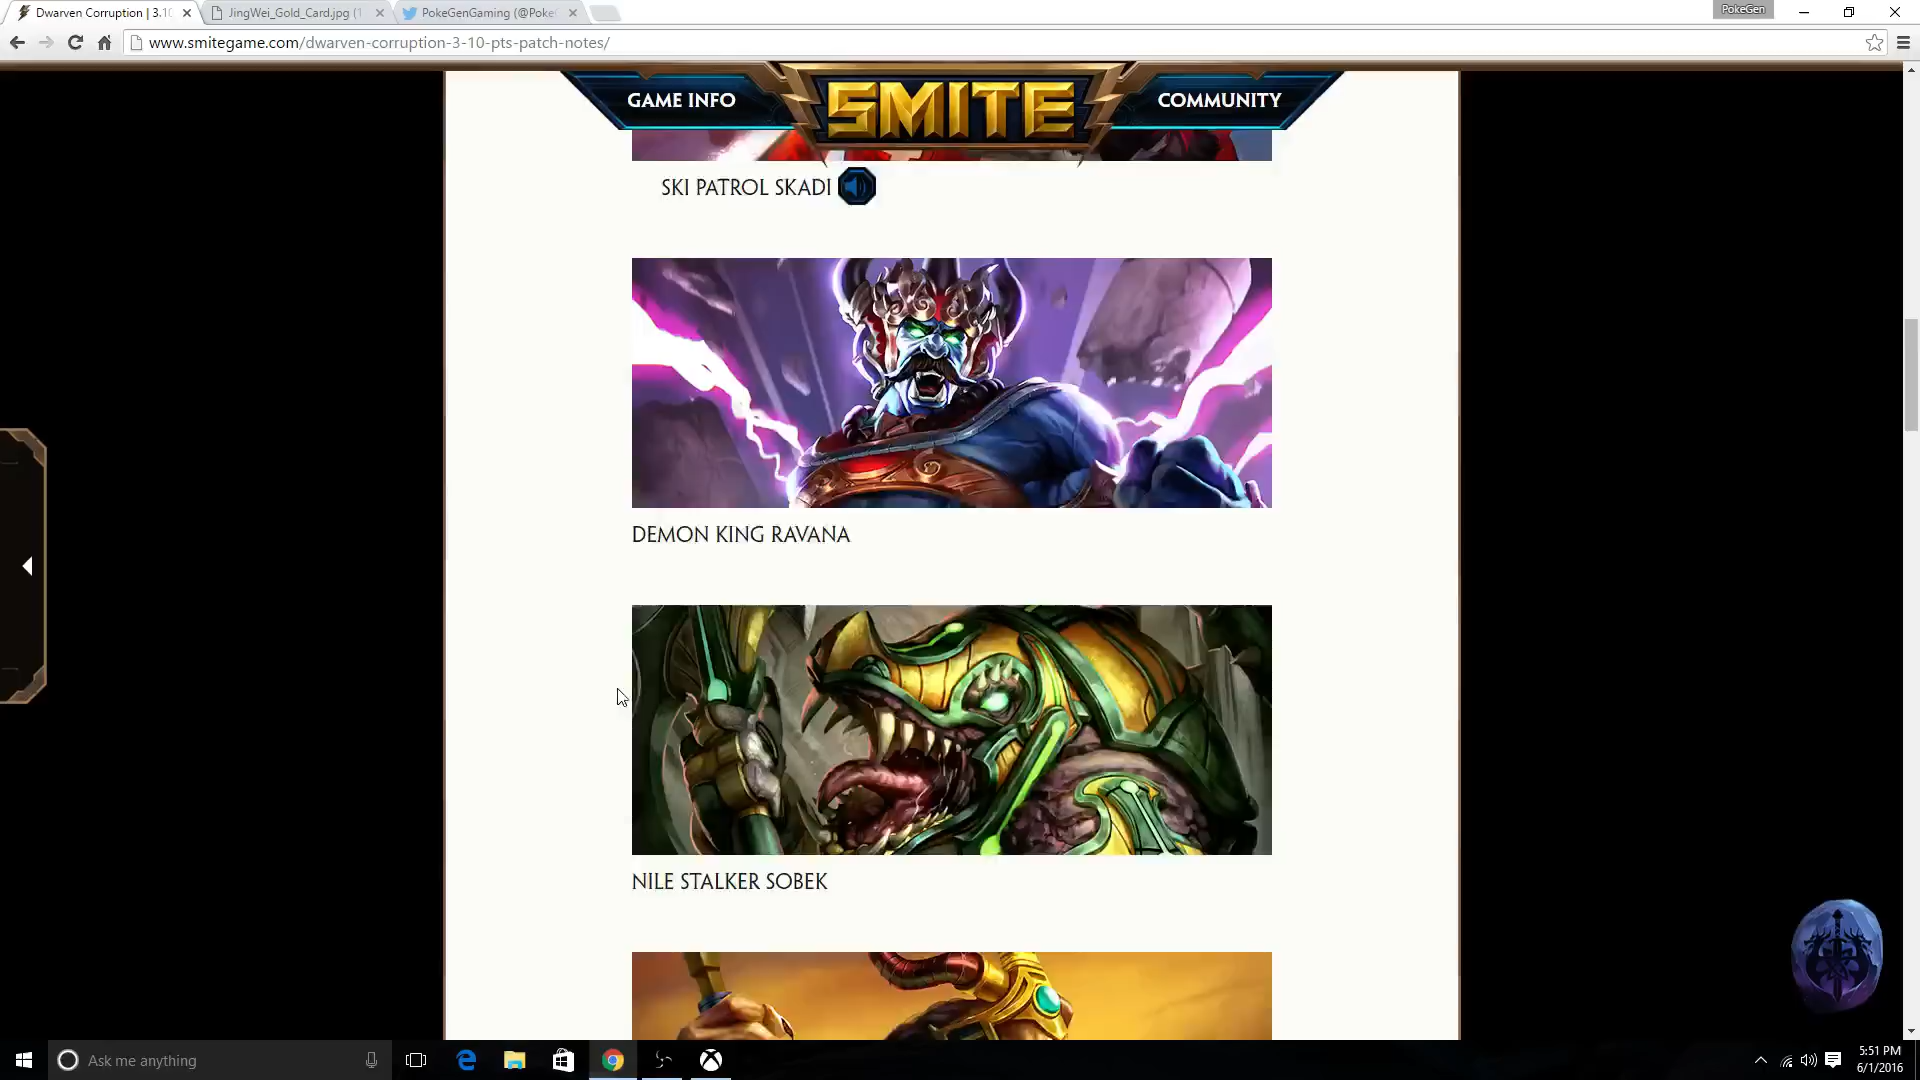 Dwarven Corruption | 3.10
JingWei_Gold_Card.jpg (1
PokeGenGaming (@Poke
PokeGen
www.smitegame.com/dwarven-corruption-3-10-pts-patch-notes/
GAME INFO
SMITE
COMMUNITY
SKI PATROL SKADI
DEMON KING RAVANA
NILE STALKER SOBEK
Ask me anything
5:51 PM
6/1/2016